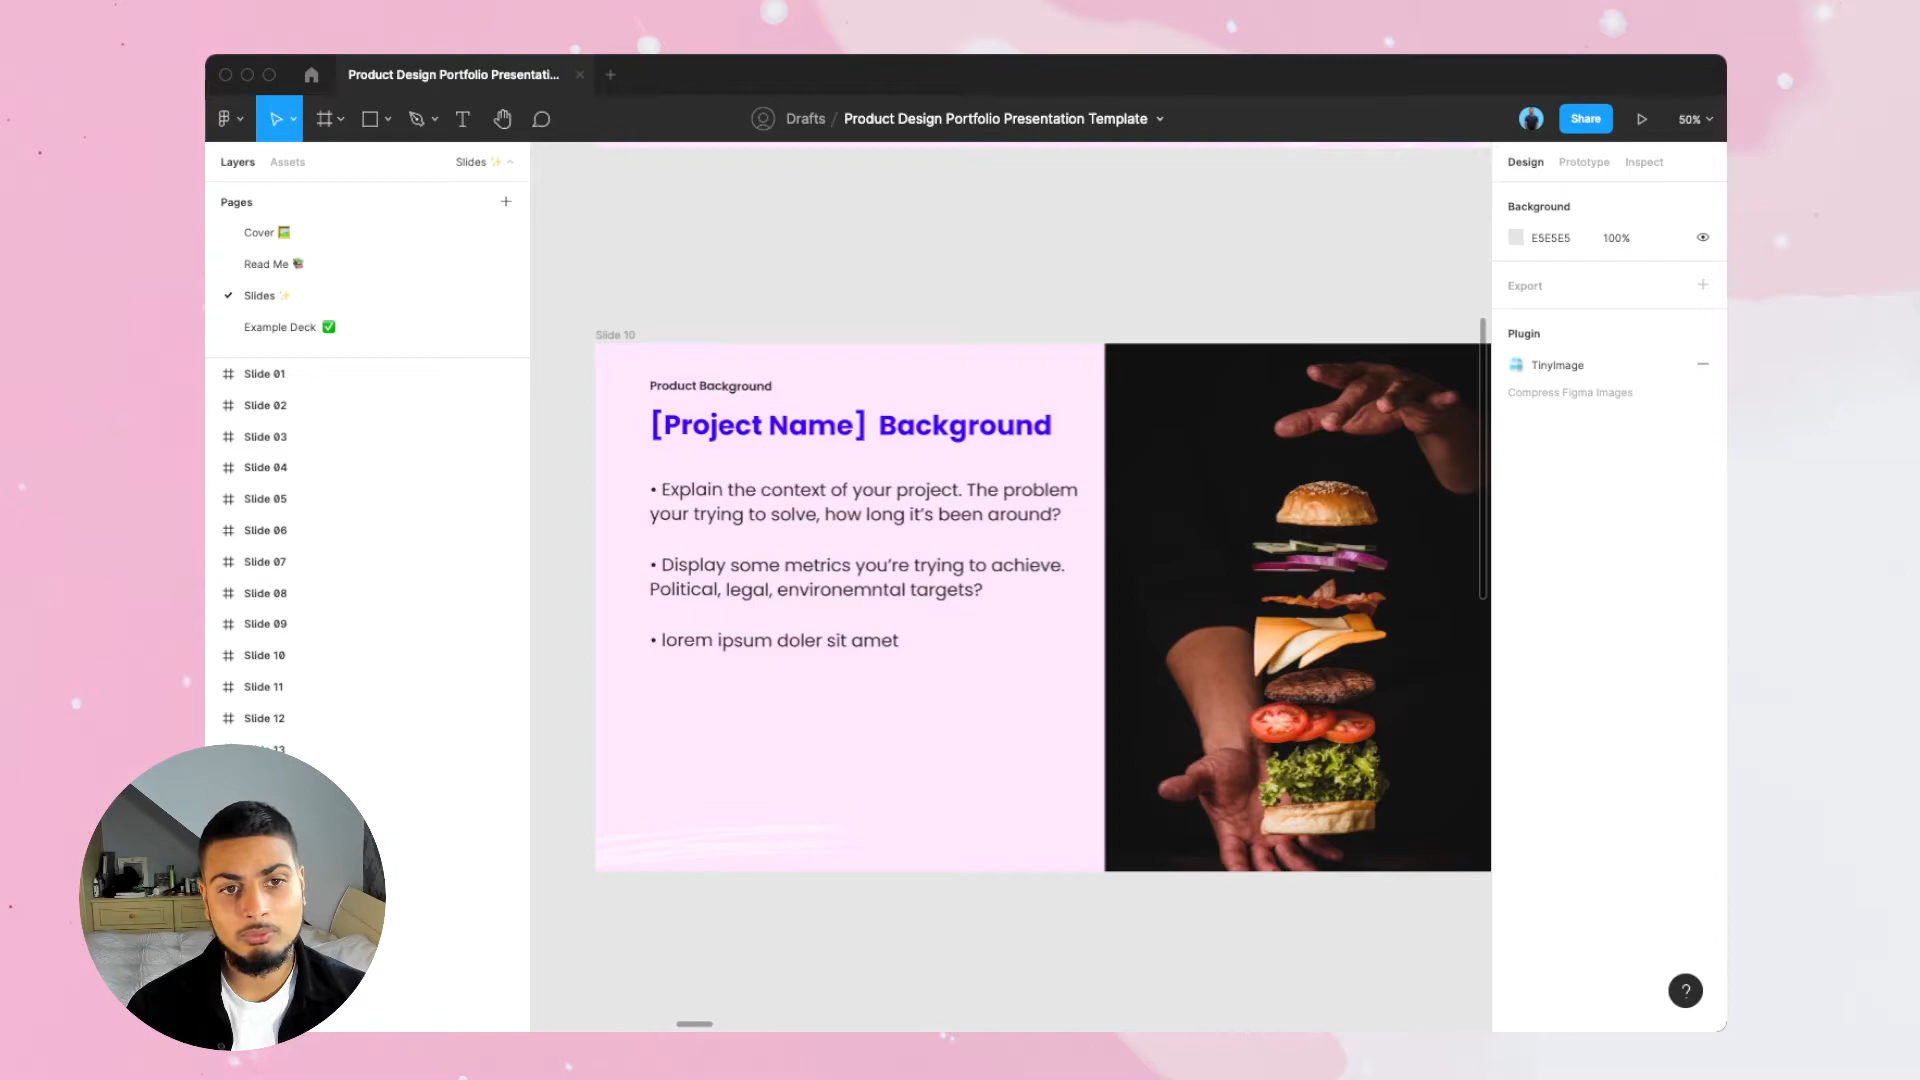 Product Design Portfolio Presentati...
Drafts / Product Design Portfolio Presentation Template
Share
50%
Layers Assets Slides ✨
Pages
Cover 🖼️
Read Me 📚
Slides ✨
Example Deck ✅
Slide 01
Slide 02
Slide 03
Slide 04
Slide 05
Slide 06
Slide 07
Slide 08
Slide 09
Slide 10
Slide 11
Slide 12
13
Slide 10
Product Background
[Project Name] Background
• Explain the context of your project. The problem
your trying to solve, how long it’s been around?
• Display some metrics you’re trying to achieve.
Political, legal, environemntal targets?
• lorem ipsum doler sit amet
Design Prototype Inspect
Background
E5E5E5 100%
Export
Plugin
TinyImage
Compress Figma Images
?